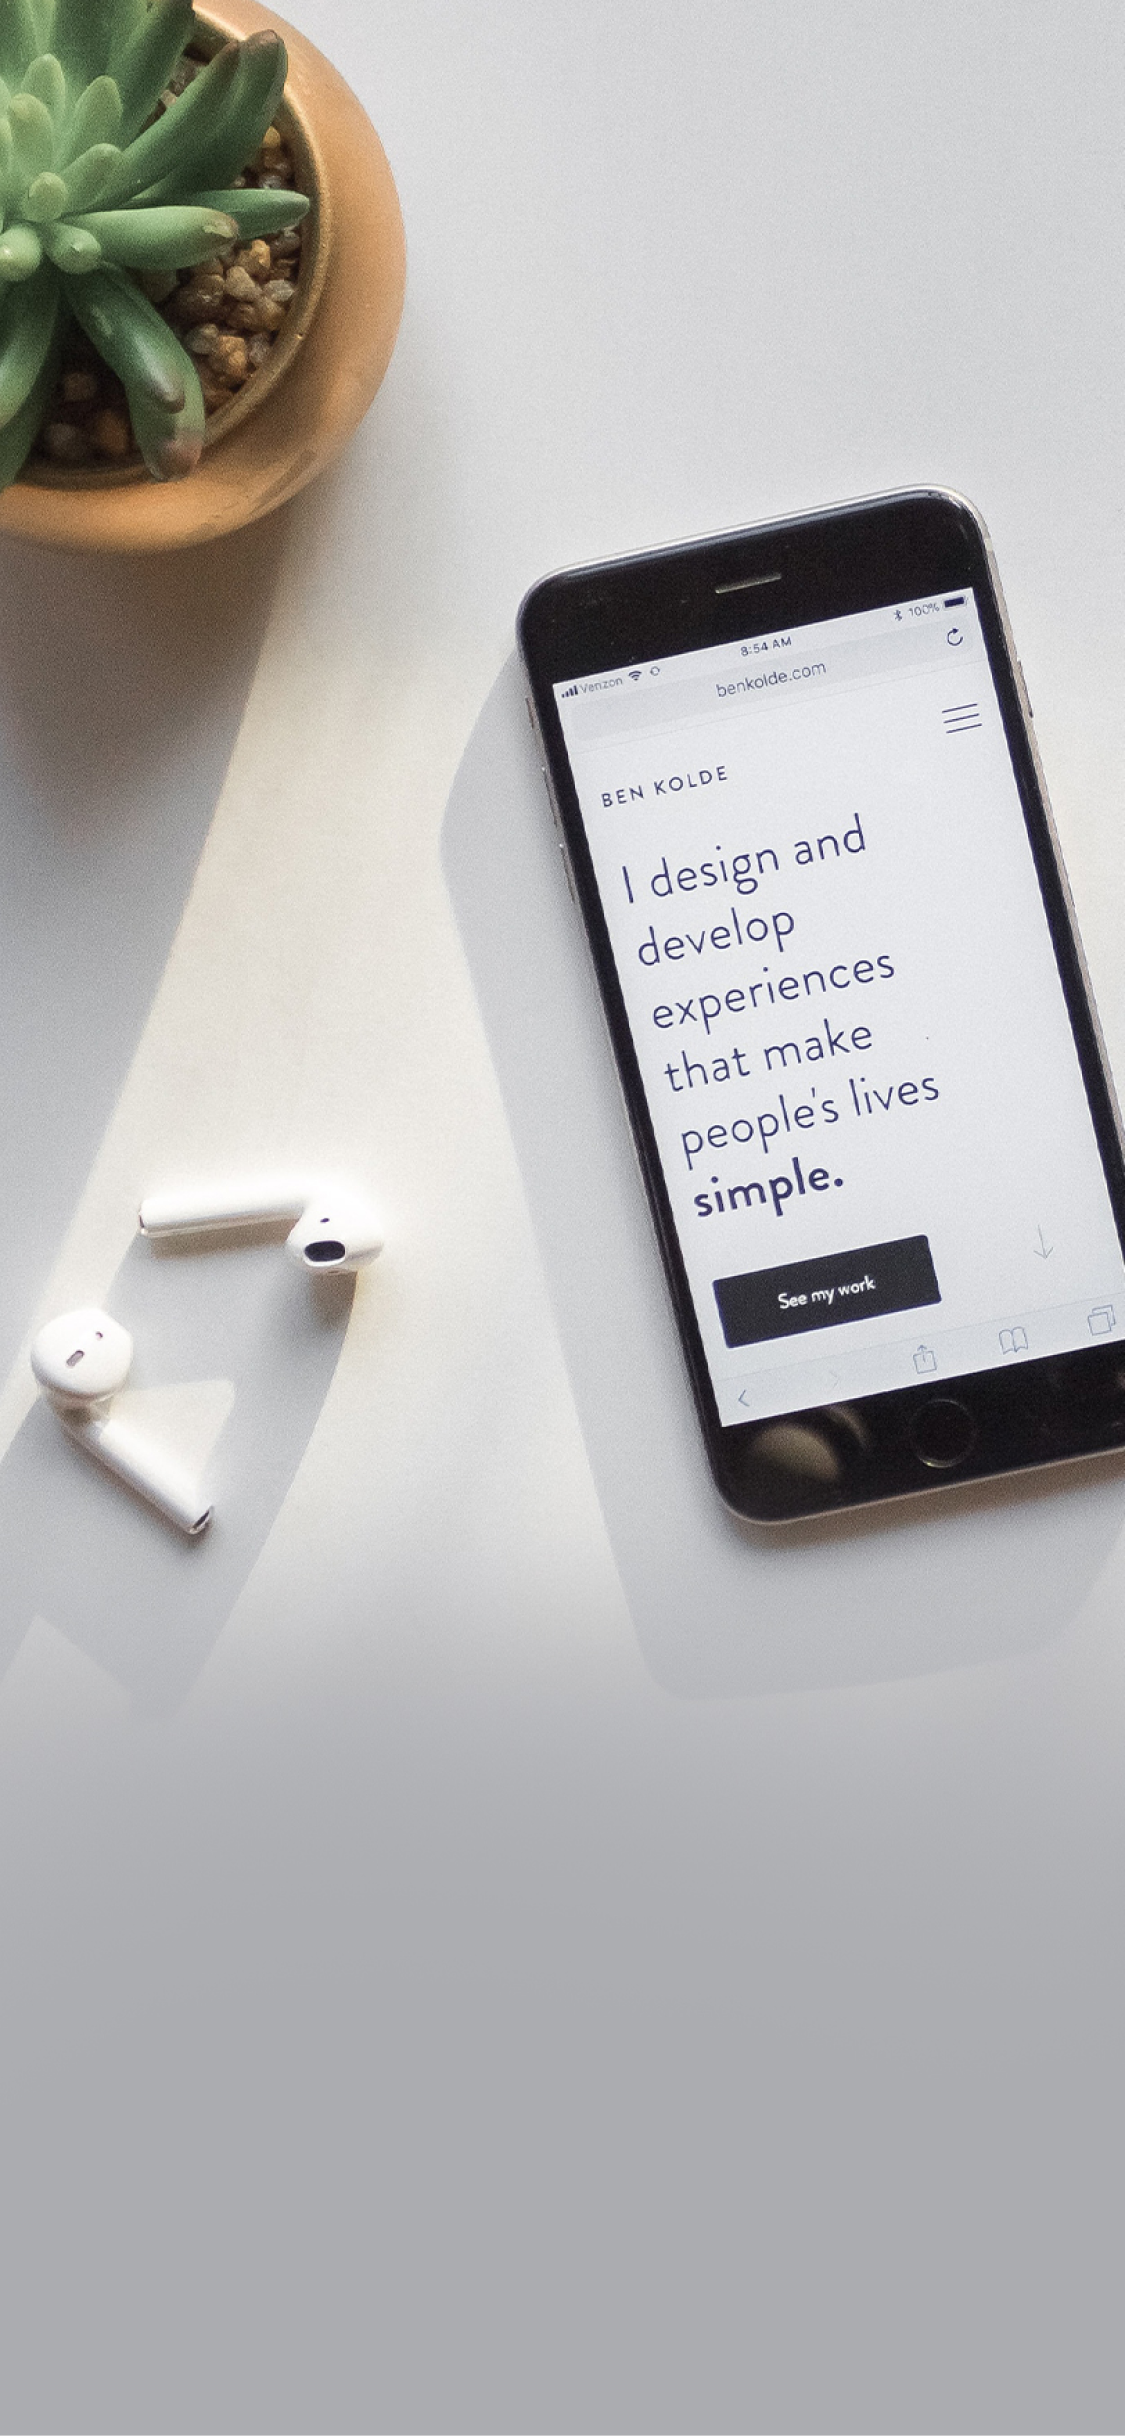 Verizon 8:54 AM 100%
benkolde.com
BEN KOLDE
I design and
develop
experiences
that make
people's lives
simple.
See my work